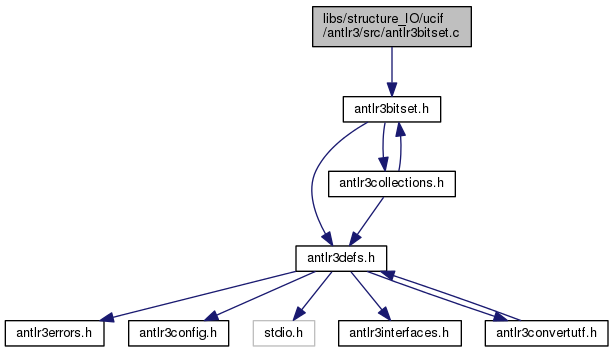 libs/structure_IO/ucif
/antlr3/src/antlr3bitset.c
antlr3bitset.h
antlr3collections.h
antlr3defs.h
antlr3errors.h
antlr3config.h
stdio.h
antlr3interfaces.h
antlr3convertutf.h